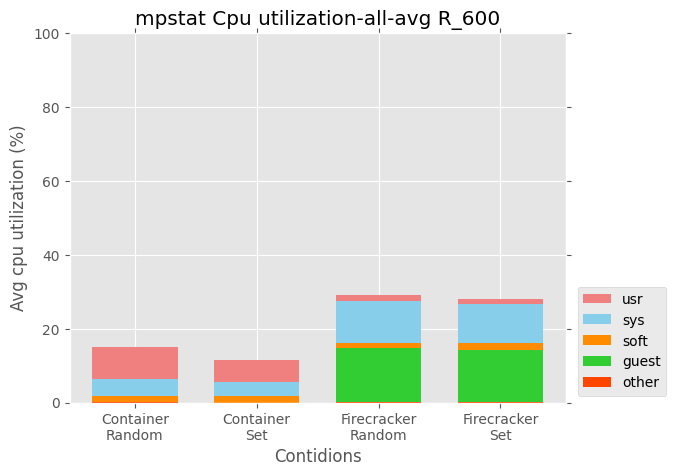 mpstat Cpu utilization-all-avg R_600
100
80
60
40
20
0
Avg cpu utilization (%)
Container
Random
Container
Set
Firecracker
Random
Firecracker
Set
Contidions
usr
sys
soft
guest
other